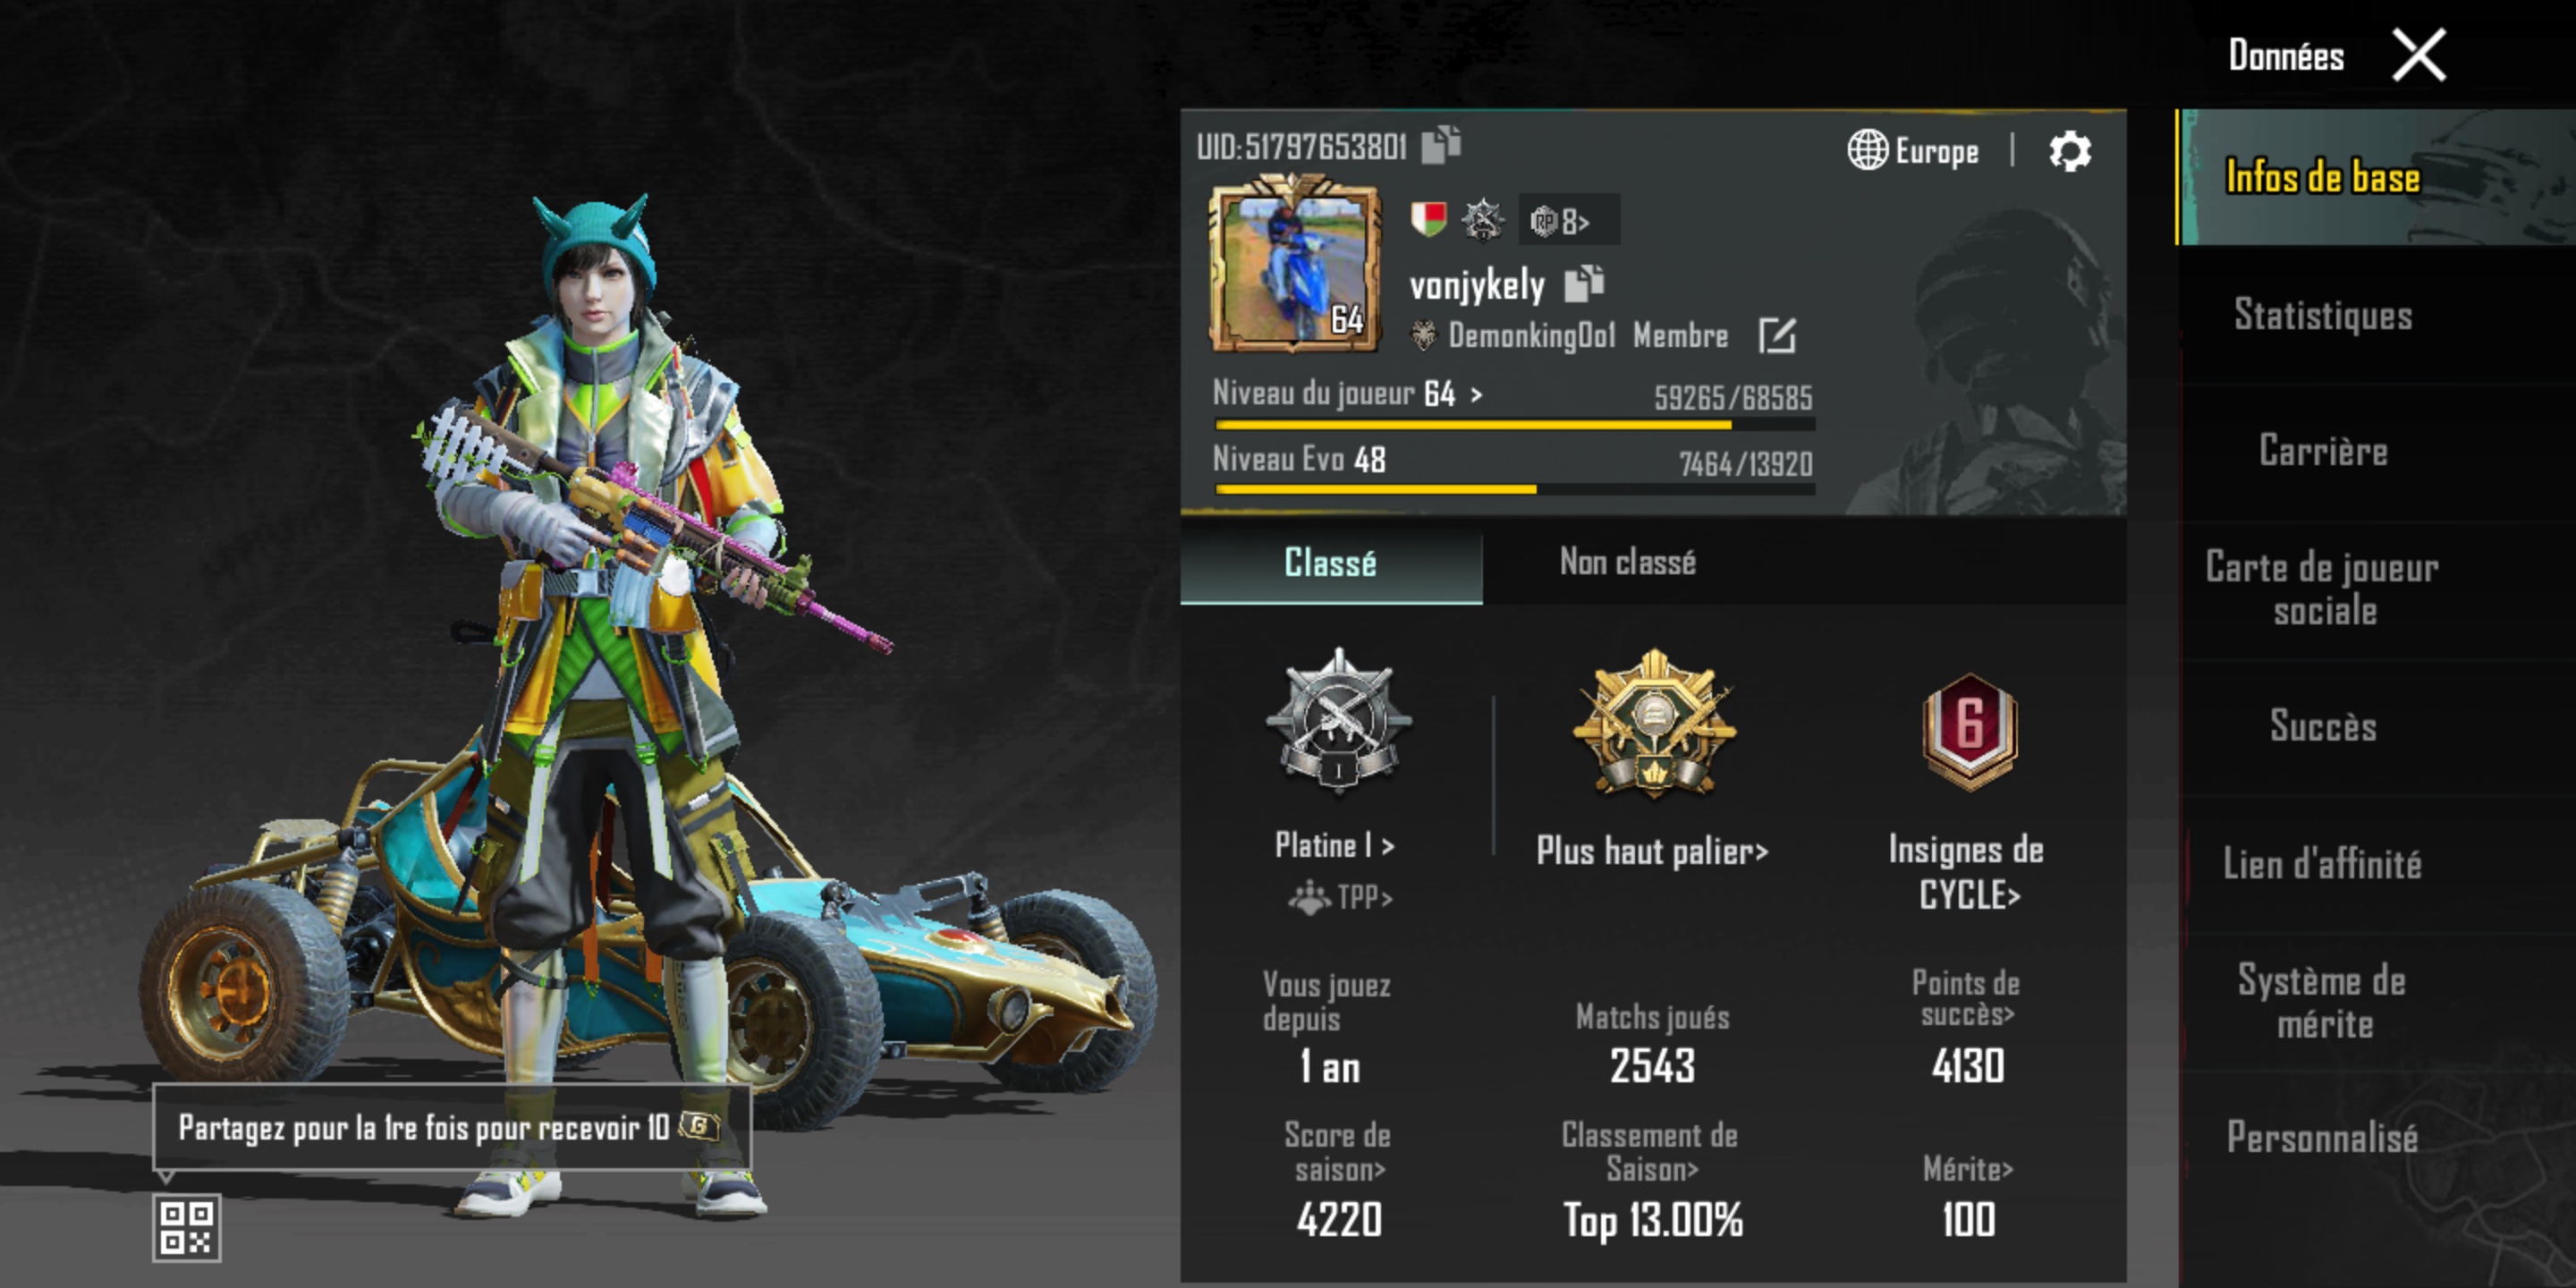 Données
UID:51797653801
Europe
64
RP 8>
vonjykely
DemonkingOo1 Membre
Niveau du joueur 64 >
59265/68585
Niveau Evo 48
7464/13920
Classé
Non classé
I
6
Platine I >
TPP>
Plus haut palier>
Insignes de
CYCLE>
Vous jouez
depuis
1 an
Matchs joués
2543
Points de
succès>
4130
Score de
saison>
4220
Classement de
Saison>
Top 13.00%
Mérite>
100
Infos de base
Statistiques
Carrière
Carte de joueur
sociale
Succès
Lien d'affinité
Système de
mérite
Personnalisé
Partagez pour la 1re fois pour recevoir 10 G